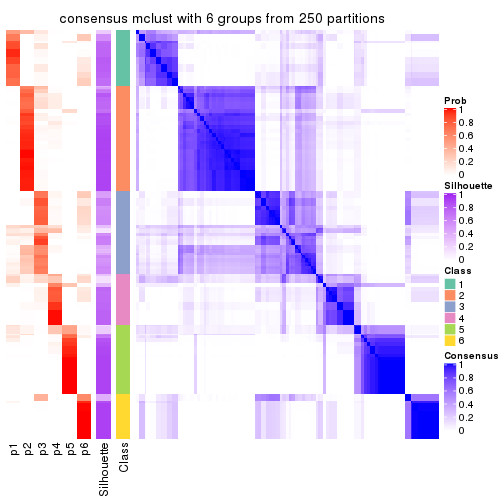 consensus mclust with 6 groups from 250 partitions
p1
p2
p3
p4
p5
p6
Silhouette
Class
Prob
1
0.8
0.6
0.4
0.2
0
Silhouette
1
0.8
0.6
0.4
0.2
0
Class
1
2
3
4
5
6
Consensus
1
0.8
0.6
0.4
0.2
0